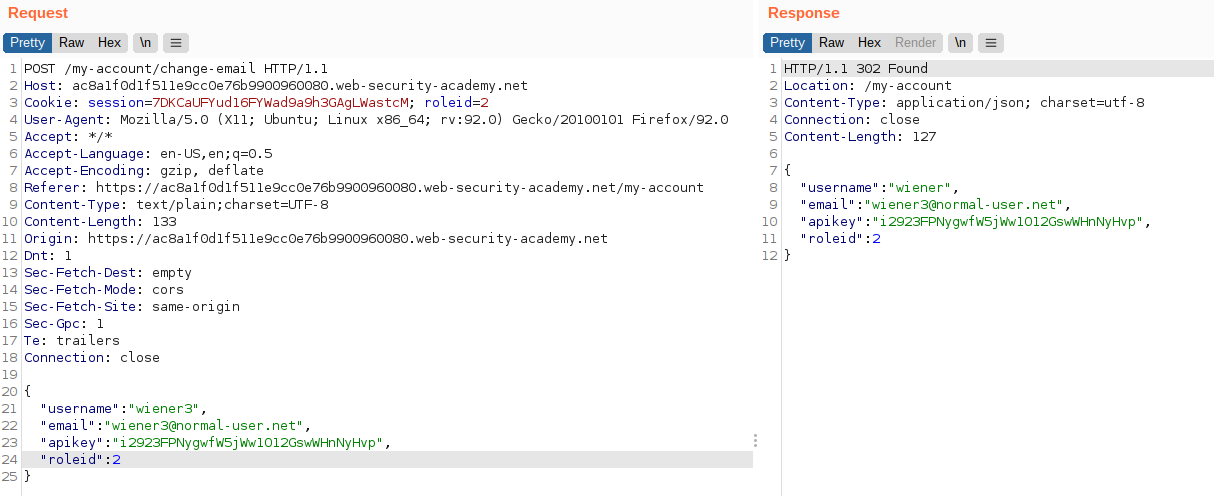 Request
Pretty Raw Hex \n
1 POST /my-account/change-email HTTP/1.1
2 Host: ac8a1f0d1f511e9cc0e76b9900960080.web-security-academy.net
3 Cookie: session=7DKCaUFYud16FYWad9a9h3GAgLWastcM; roleid=2
4 User-Agent: Mozilla/5.0 (X11; Ubuntu; Linux x86_64; rv:92.0) Gecko/20100101 Firefox/92.0
5 Accept: */*
6 Accept-Language: en-US,en;q=0.5
7 Accept-Encoding: gzip, deflate
8 Referer: https://ac8a1f0d1f511e9cc0e76b9900960080.web-security-academy.net/my-account
9 Content-Type: text/plain;charset=UTF-8
10 Content-Length: 133
11 Origin: https://ac8a1f0d1f511e9cc0e76b9900960080.web-security-academy.net
12 Dnt: 1
13 Sec-Fetch-Dest: empty
14 Sec-Fetch-Mode: cors
15 Sec-Fetch-Site: same-origin
16 Sec-Gpc: 1
17 Te: trailers
18 Connection: close
19
20 {
21 "username":"wiener3",
22 "email":"wiener3@normal-user.net",
23 "apikey":"i2923FPNygwfW5jWw1O12GswWHnNyHvp",
24 "roleid":2
25 }
Response
Pretty Raw Hex Render \n
1 HTTP/1.1 302 Found
2 Location: /my-account
3 Content-Type: application/json; charset=utf-8
4 Connection: close
5 Content-Length: 127
6
7 {
8 "username":"wiener",
9 "email":"wiener3@normal-user.net",
10 "apikey":"i2923FPNygwfW5jWw1O12GswWHnNyHvp",
11 "roleid":2
12 }